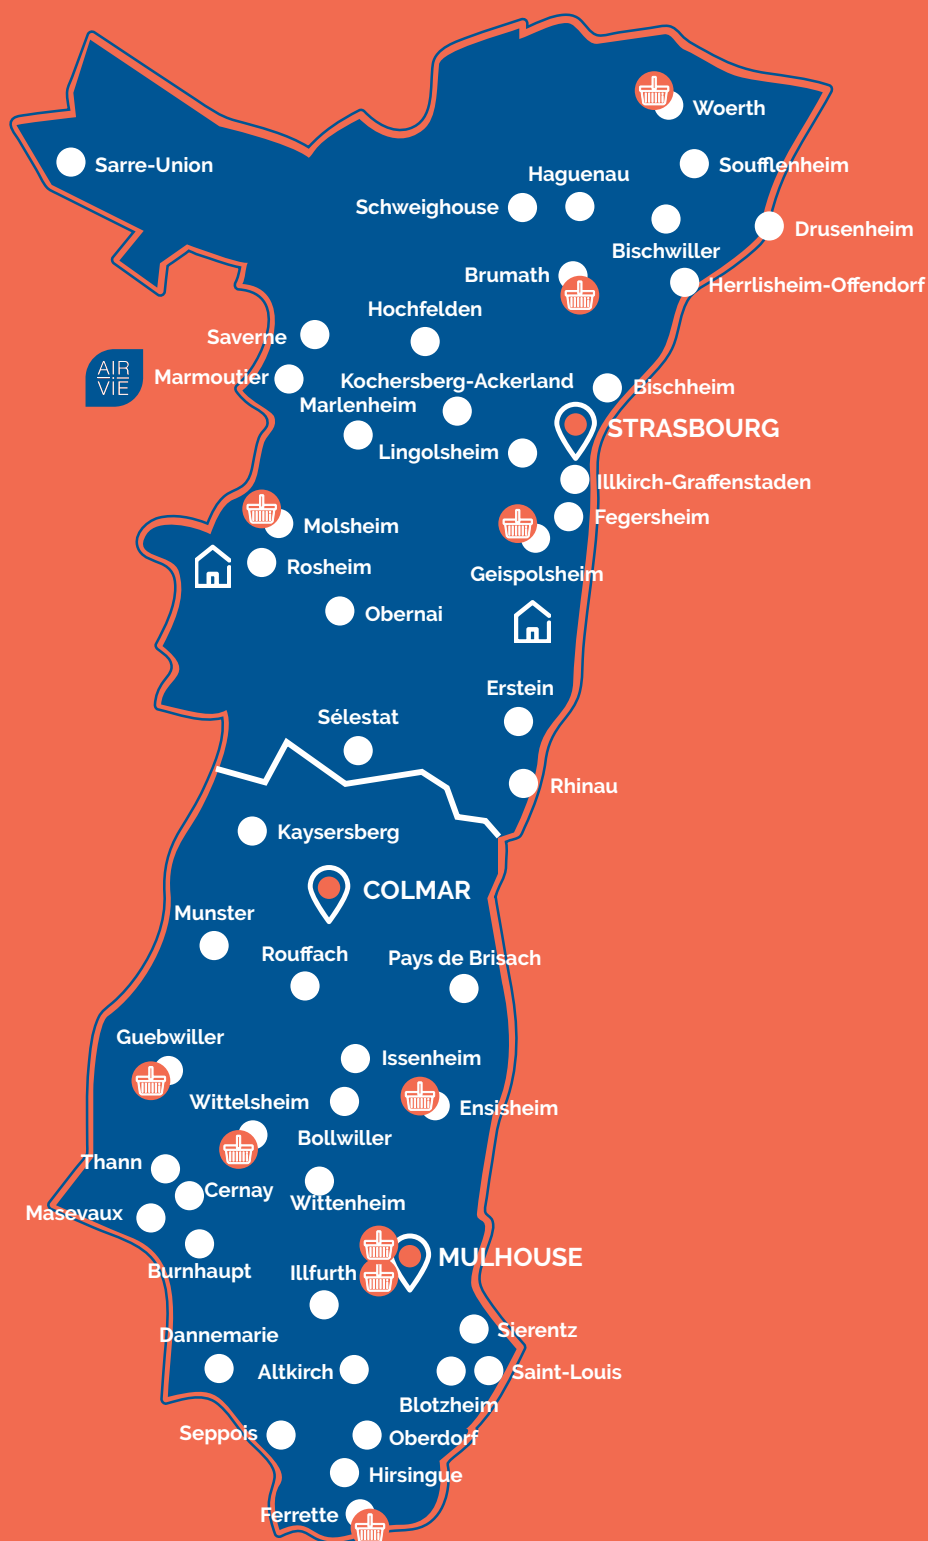 Woerth
Sarre-Union
Soufflenheim
Haguenau
Schweighouse
Drusenheim
Bischwiller
Brumath
Herrlisheim-Offendorf
Hochfelden
Saverne
AIR
VIE
Marmoutier
Kochersberg-Ackerland
Bischheim
Marlenheim
STRASBOURG
Lingolsheim
Illkirch-Graffenstaden
Fegersheim
Molsheim
Rosheim
Geispolsheim
Obernai
Erstein
Sélestat
Rhinau
Kaysersberg
COLMAR
Munster
Rouffach
Pays de Brisach
Guebwiller
Issenheim
Wittelsheim
Ensisheim
Bollwiller
Thann
Cernay
Wittenheim
Masevaux
MULHOUSE
Burnhaupt
Illfurth
Sierentz
Dannemarie
Altkirch
Saint-Louis
Blotzheim
Seppois
Oberdorf
Hirsingue
Ferrette